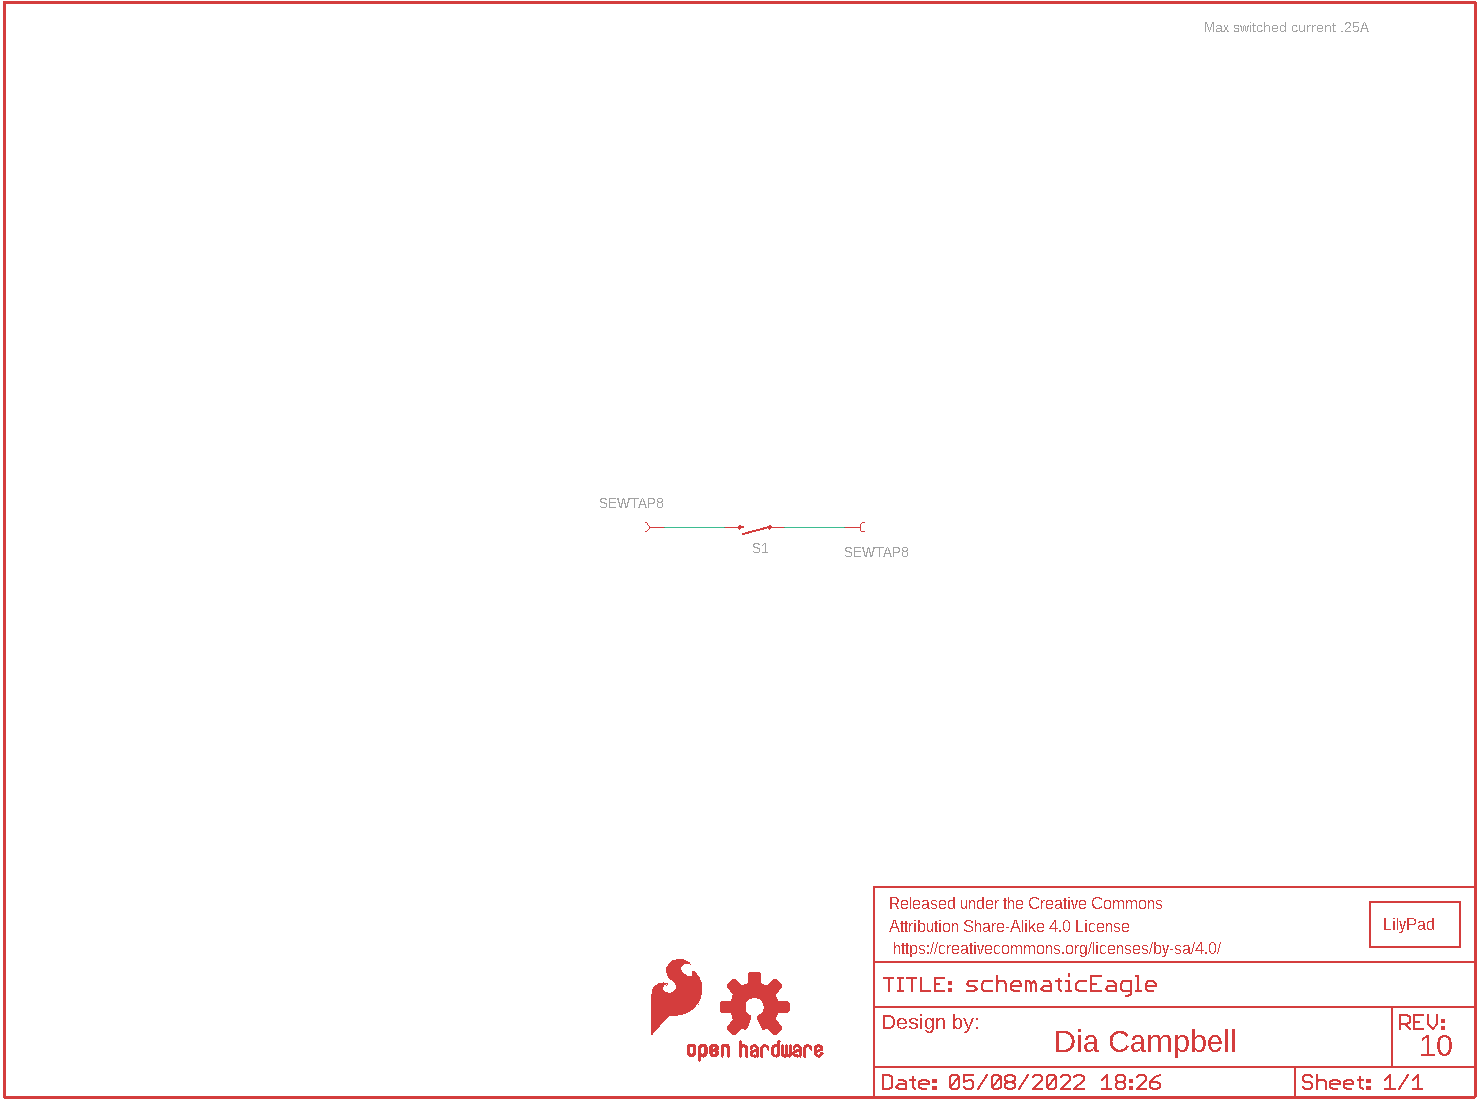 Max switched current .25A
SEWTAP8
S1
SEWTAP8
Released under the Creative Commons
Attribution Share-Alike 4.0 License
https://creativecommons.org/licenses/by-sa/4.0/
LilyPad
TITLE: schematicEagle
Design by:
Dia Campbell
REV:
10
open hardware
Date: 05/08/2022 18:26
Sheet: 1/1